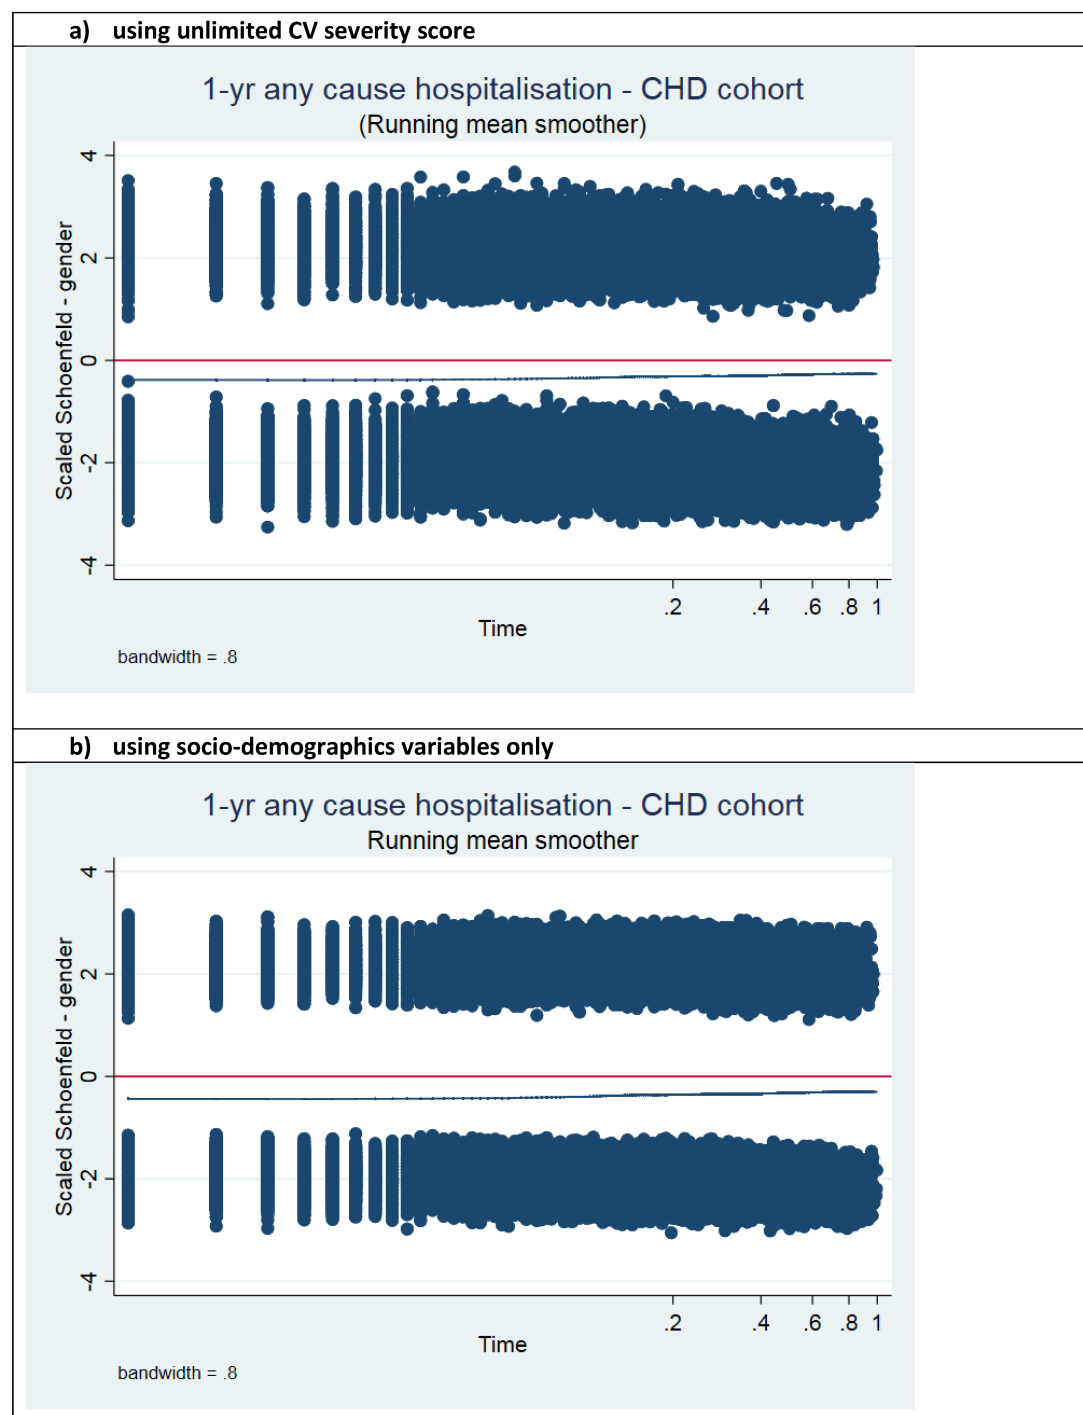 a) using unlimited CV severity score
1-yr any cause hospitalisation - CHD cohort
(Running mean smoother)
4
2
0
-2
-4
Scaled Schoenfeld - gender
.2 .4 .6 .8 1
Time
bandwidth = .8
b) using socio-demographics variables only
1-yr any cause hospitalisation - CHD cohort
Running mean smoother
4
2
0
-2
-4
Scaled Schoenfeld - gender
.2 .4 .6 .8 1
Time
bandwidth = .8